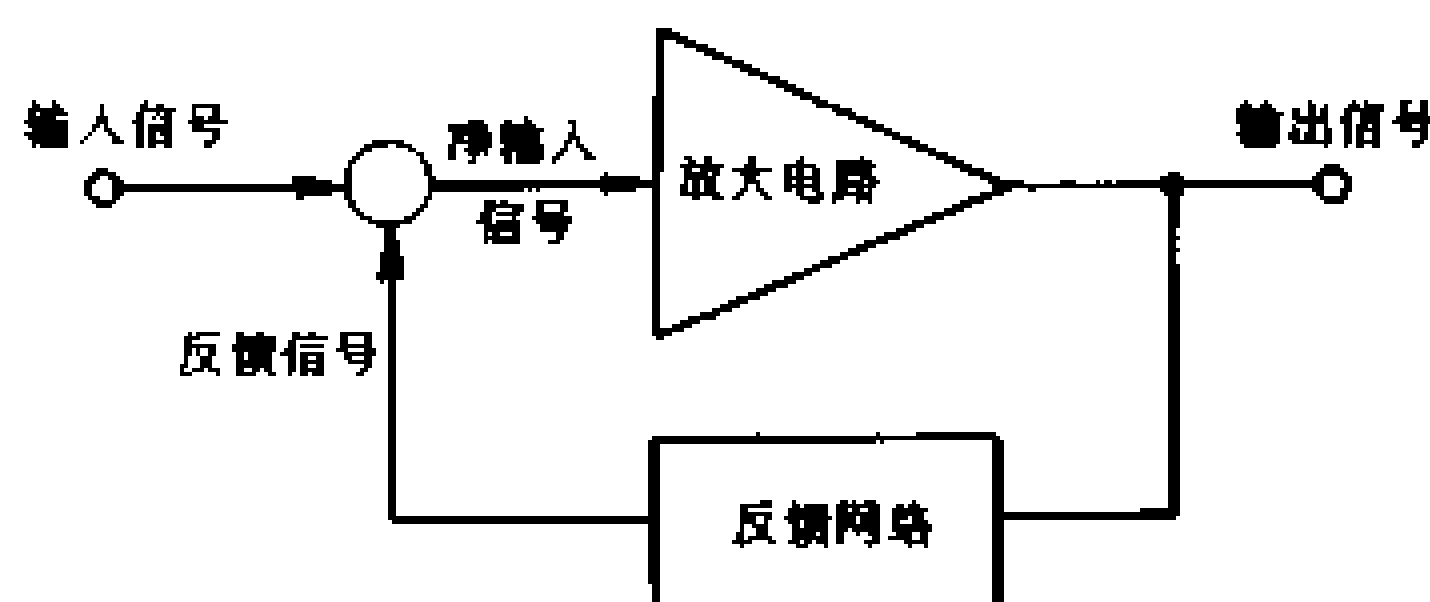 输入信号
净输入
信号
放大电路
输出信号
反馈信号
反馈网络